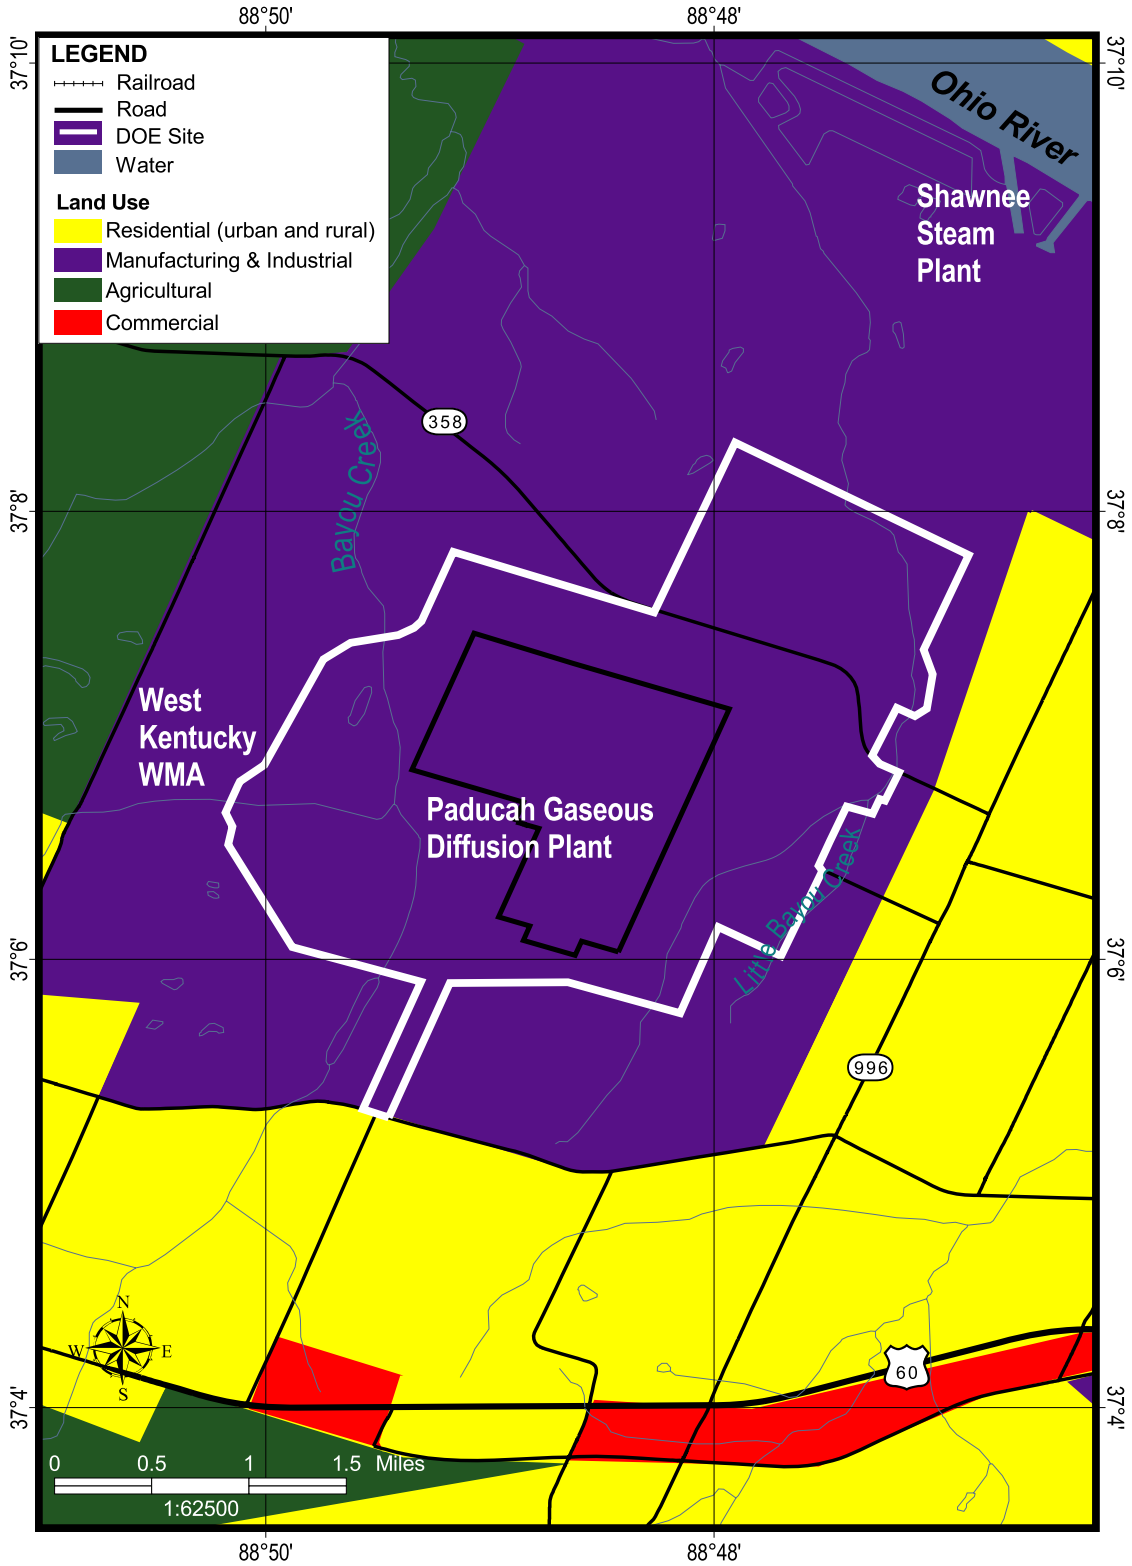 88°50'
88°48'
37°10'
37°10'
LEGEND
Railroad
Road
DOE Site
Water
Land Use
Residential (urban and rural)
Manufacturing & Industrial
Agricultural
Commercial
Ohio River
Shawnee
Steam
Plant
358
Bayou Creek
37°8'
37°8'
West
Kentucky
WMA
Paducah Gaseous
Diffusion Plant
Little Bayou Creek
37°6'
37°6'
996
N
W
E
S
60
37°4'
37°4'
0 0.5 1 1.5 Miles
1:62500
88°50'
88°48'